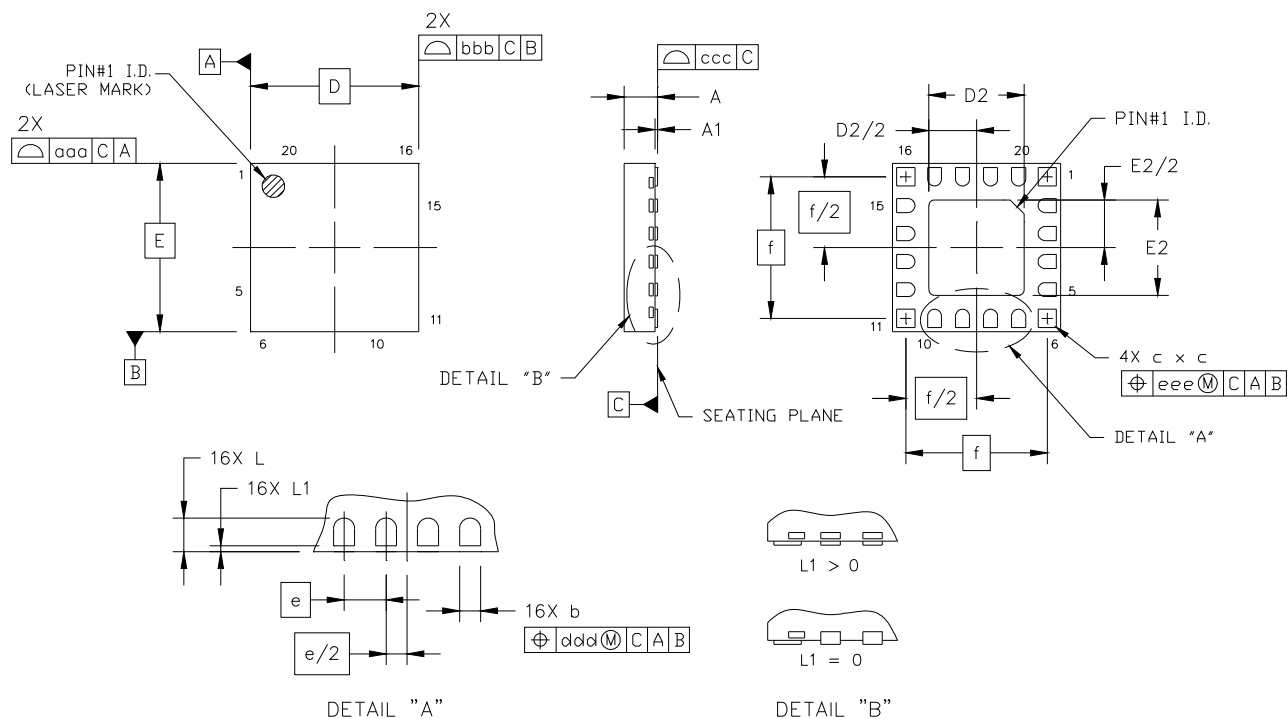 2X
bbb C B
A
D
PIN#1 I.D.
(LASER MARK)
2X
aaa C A
20
16
1
15
E
5
11
6
10
B
ccc C
A
A1
DETAIL "B"
C
SEATING PLANE
D2
D2/2
PIN#1 I.D.
16
20
1
E2/2
15
f/2
f
E2
5
11
10
6
4X c x c
⌖ eee Ⓜ C A B
f/2
f
DETAIL "A"
16X L
16X L1
e
16X b
⌖ ddd Ⓜ C A B
e/2
DETAIL "A"
L1 > 0
L1 = 0
DETAIL "B"